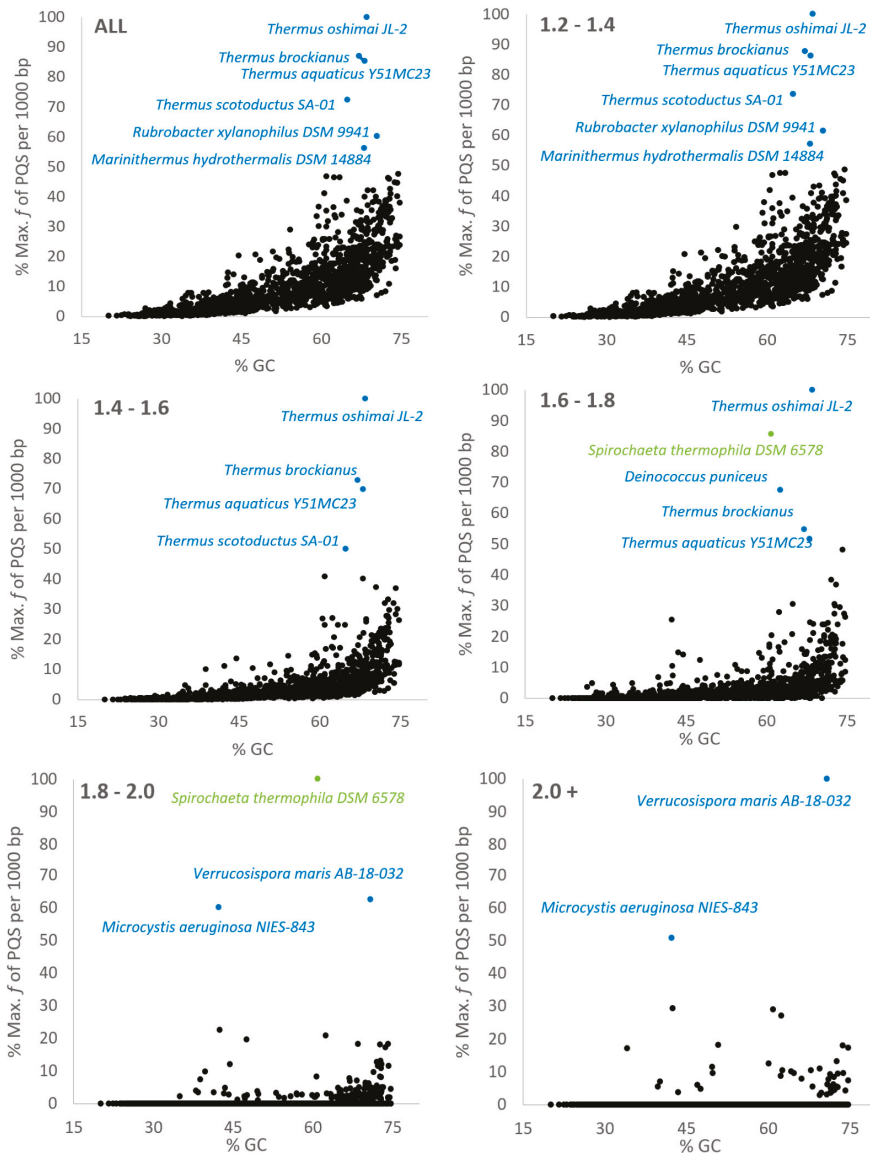 ALL
% Max. f of PQS per 1000 bp
100
90
80
70
60
50
40
30
20
10
0
Thermus oshimai JL-2
Thermus brockianus
Thermus aquaticus Y51MC23
Thermus scotoductus SA-01
Rubrobacter xylanophilus DSM 9941
Marinithermus hydrothermalis DSM 14884
15
45
60
75
% GC
1.2 - 1.4
% Max. f of PQS per 1000 bp
100
90
80
70
60
50
40
30
20
10
0
Thermus oshimai JL-2
Thermus brockianus
Thermus aquaticus Y51MC23
Thermus scotoductus SA-01
Rubrobacter xylanophilus DSM 9941
Marinithermus hydrothermalis DSM 14884
15
45
60
75
% GC
1.4 - 1.6
% Max. f of PQS per 1000 bp
100
90
80
70
60
50
40
30
20
10
0
Thermus oshimai JL-2
Thermus brockianus
Thermus aquaticus Y51MC23
Thermus scotoductus SA-01
15
45
60
75
% GC
1.6 - 1.8
% Max. f of PQS per 1000 bp
100
90
80
70
60
50
40
30
20
10
0
Thermus oshimai JL-2
Spirochaeta thermophila DSM 6578
Deinococcus puniceus
Thermus brockianus
Thermus aquaticus Y51MC23
15
45
60
75
% GC
1.8 - 2.0
% Max. f of PQS per 1000 bp
100
90
80
70
60
50
40
30
20
10
0
Spirochaeta thermophila DSM 6578
Verrucosispora maris AB-18-032
Microcystis aeruginosa NIES-843
15
45
60
75
% GC
2.0 +
% Max. f of PQS per 1000 bp
100
90
80
70
60
50
40
30
20
10
0
Verrucosispora maris AB-18-032
Microcystis aeruginosa NIES-843
15
45
60
75
% GC